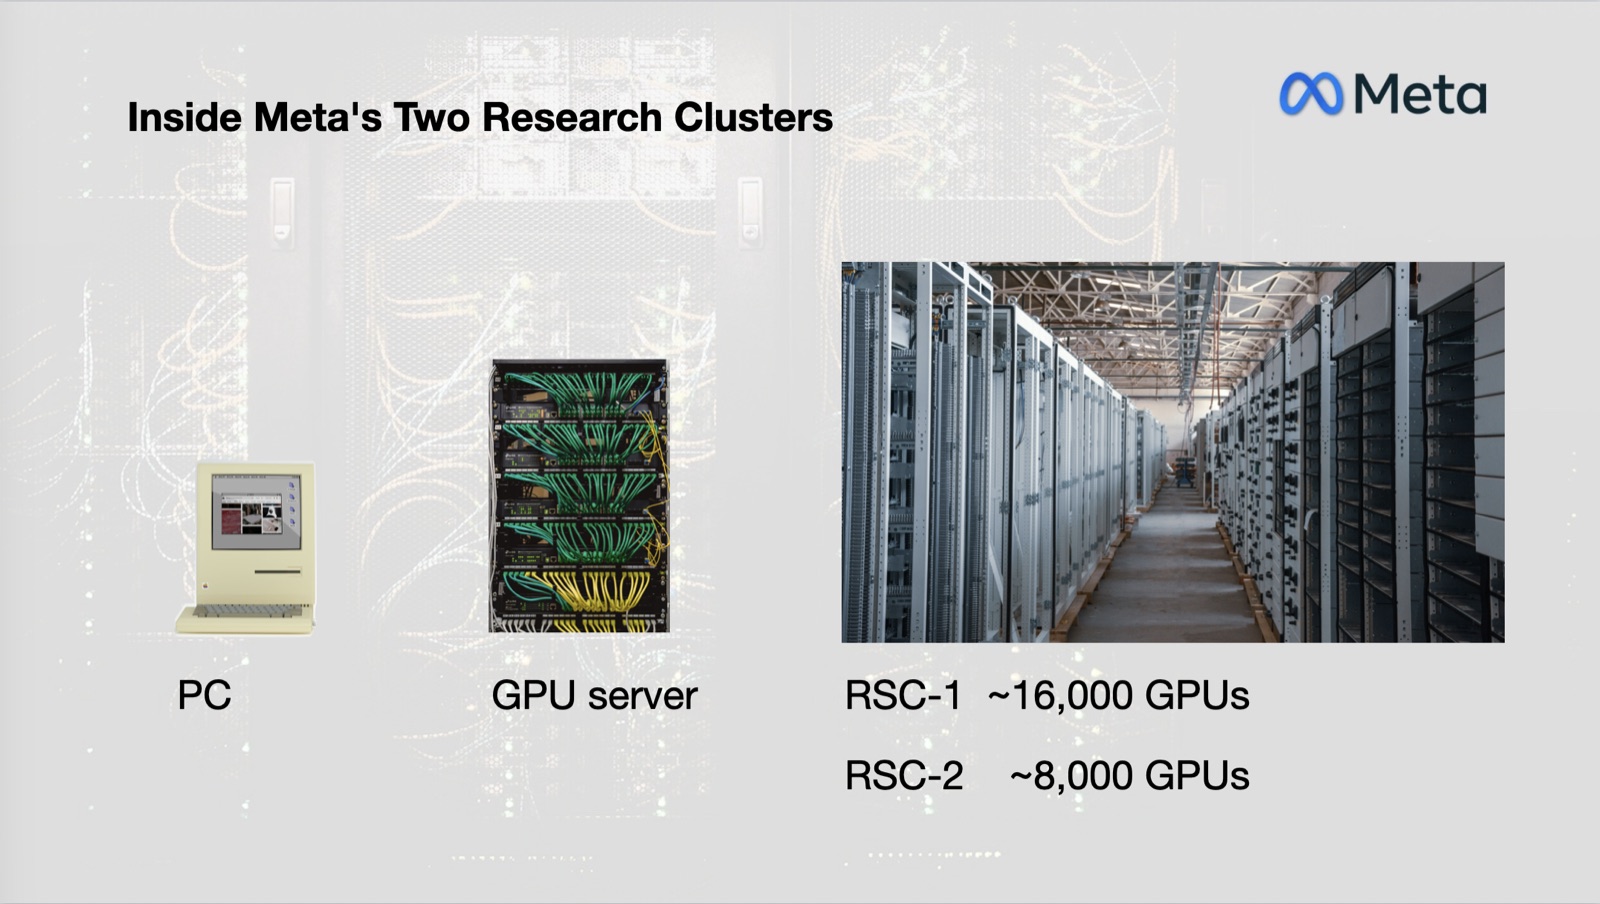 Inside Meta's Two Research Clusters
Meta
PC
GPU server
RSC-1 ~16,000 GPUs
RSC-2 ~8,000 GPUs